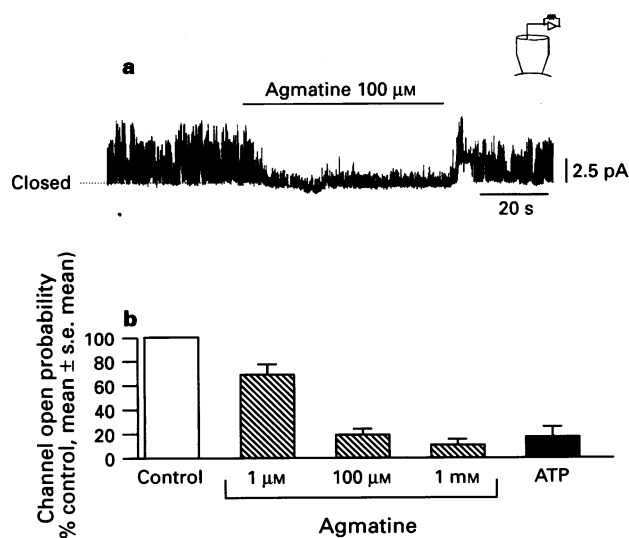 a
Agmatine 100 μM
Closed
2.5 pA
20 s
b
Channel open probability
% control, mean ± s.e. mean)
100
80
60
40
20
0
Control
1 μM
100 μM
1 mM
ATP
Agmatine